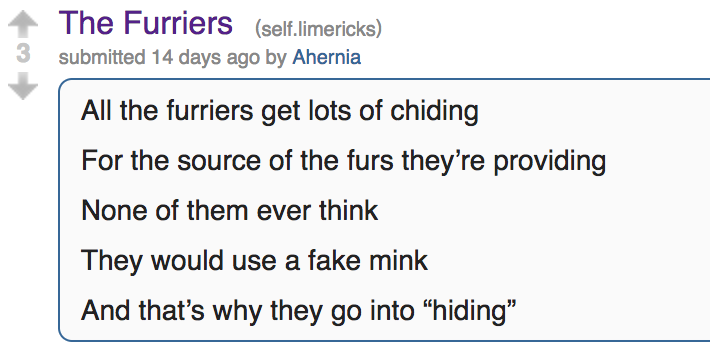 The Furriers (self.limericks)
3
submitted 14 days ago by Ahernia
All the furriers get lots of chiding
For the source of the furs they’re providing
None of them ever think
They would use a fake mink
And that’s why they go into “hiding”